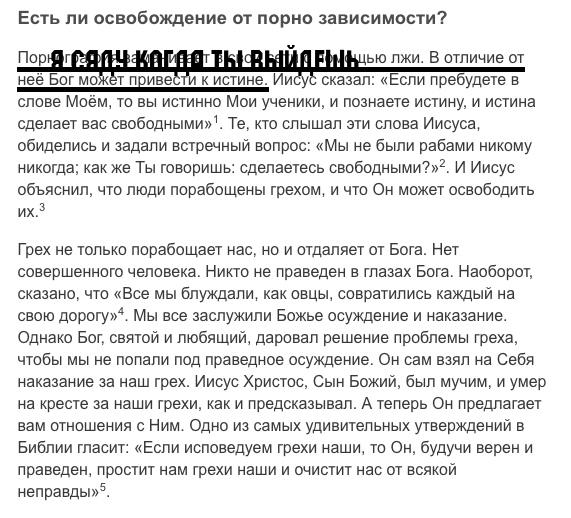 Есть ли освобождение от порно зависимости?
Я СЯДУ КОГДА ТЫ ВЫЙДЕШЬ
Порнография заманивает в свои сети с помощью лжи. В отличие от
неё Бог может привести к истине. Иисус сказал: «Если пребудете в
слове Моём, то вы истинно Мои ученики, и познаете истину, и истина
сделает вас свободными»1. Те, кто слышал эти слова Иисуса,
обиделись и задали встречный вопрос: «Мы не были рабами никому
никогда; как же Ты говоришь: сделаетесь свободными?»2. И Иисус
объяснил, что люди порабощены грехом, и что Он может освободить
их.3
Грех не только порабощает нас, но и отдаляет от Бога. Нет
совершенного человека. Никто не праведен в глазах Бога. Наоборот,
сказано, что «Все мы блуждали, как овцы, совратились каждый на
свою дорогу»4. Мы все заслужили Божье осуждение и наказание.
Однако Бог, святой и любящий, даровал решение проблемы греха,
чтобы мы не попали под праведное осуждение. Он сам взял на Себя
наказание за наш грех. Иисус Христос, Сын Божий, был мучим, и умер
на кресте за наши грехи, как и предсказывал. А теперь Он предлагает
вам отношения с Ним. Одно из самых удивительных утверждений в
Библии гласит: «Если исповедуем грехи наши, то Он, будучи верен и
праведен, простит нам грехи наши и очистит нас от всякой
неправды»5.